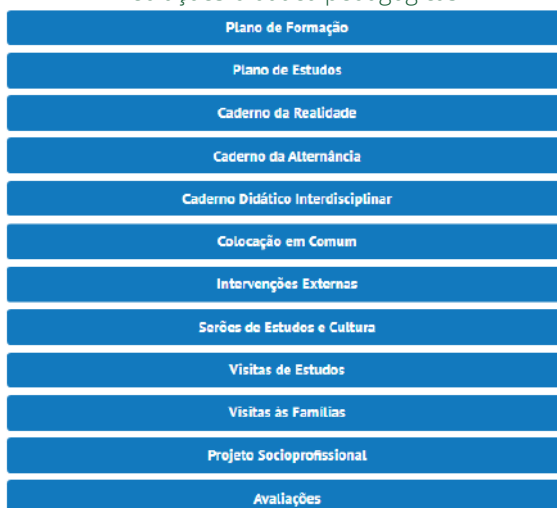 Plano de Formação
Plano de Estudos
Caderno da Realidade
Caderno da Alternância
Caderno Didático Interdisciplinar
Colocação em Comum
Intervenções Externas
Serões de Estudos e Cultura
Visitas de Estudos
Visitas às Famílias
Projeto Socioprofissional
Avaliações